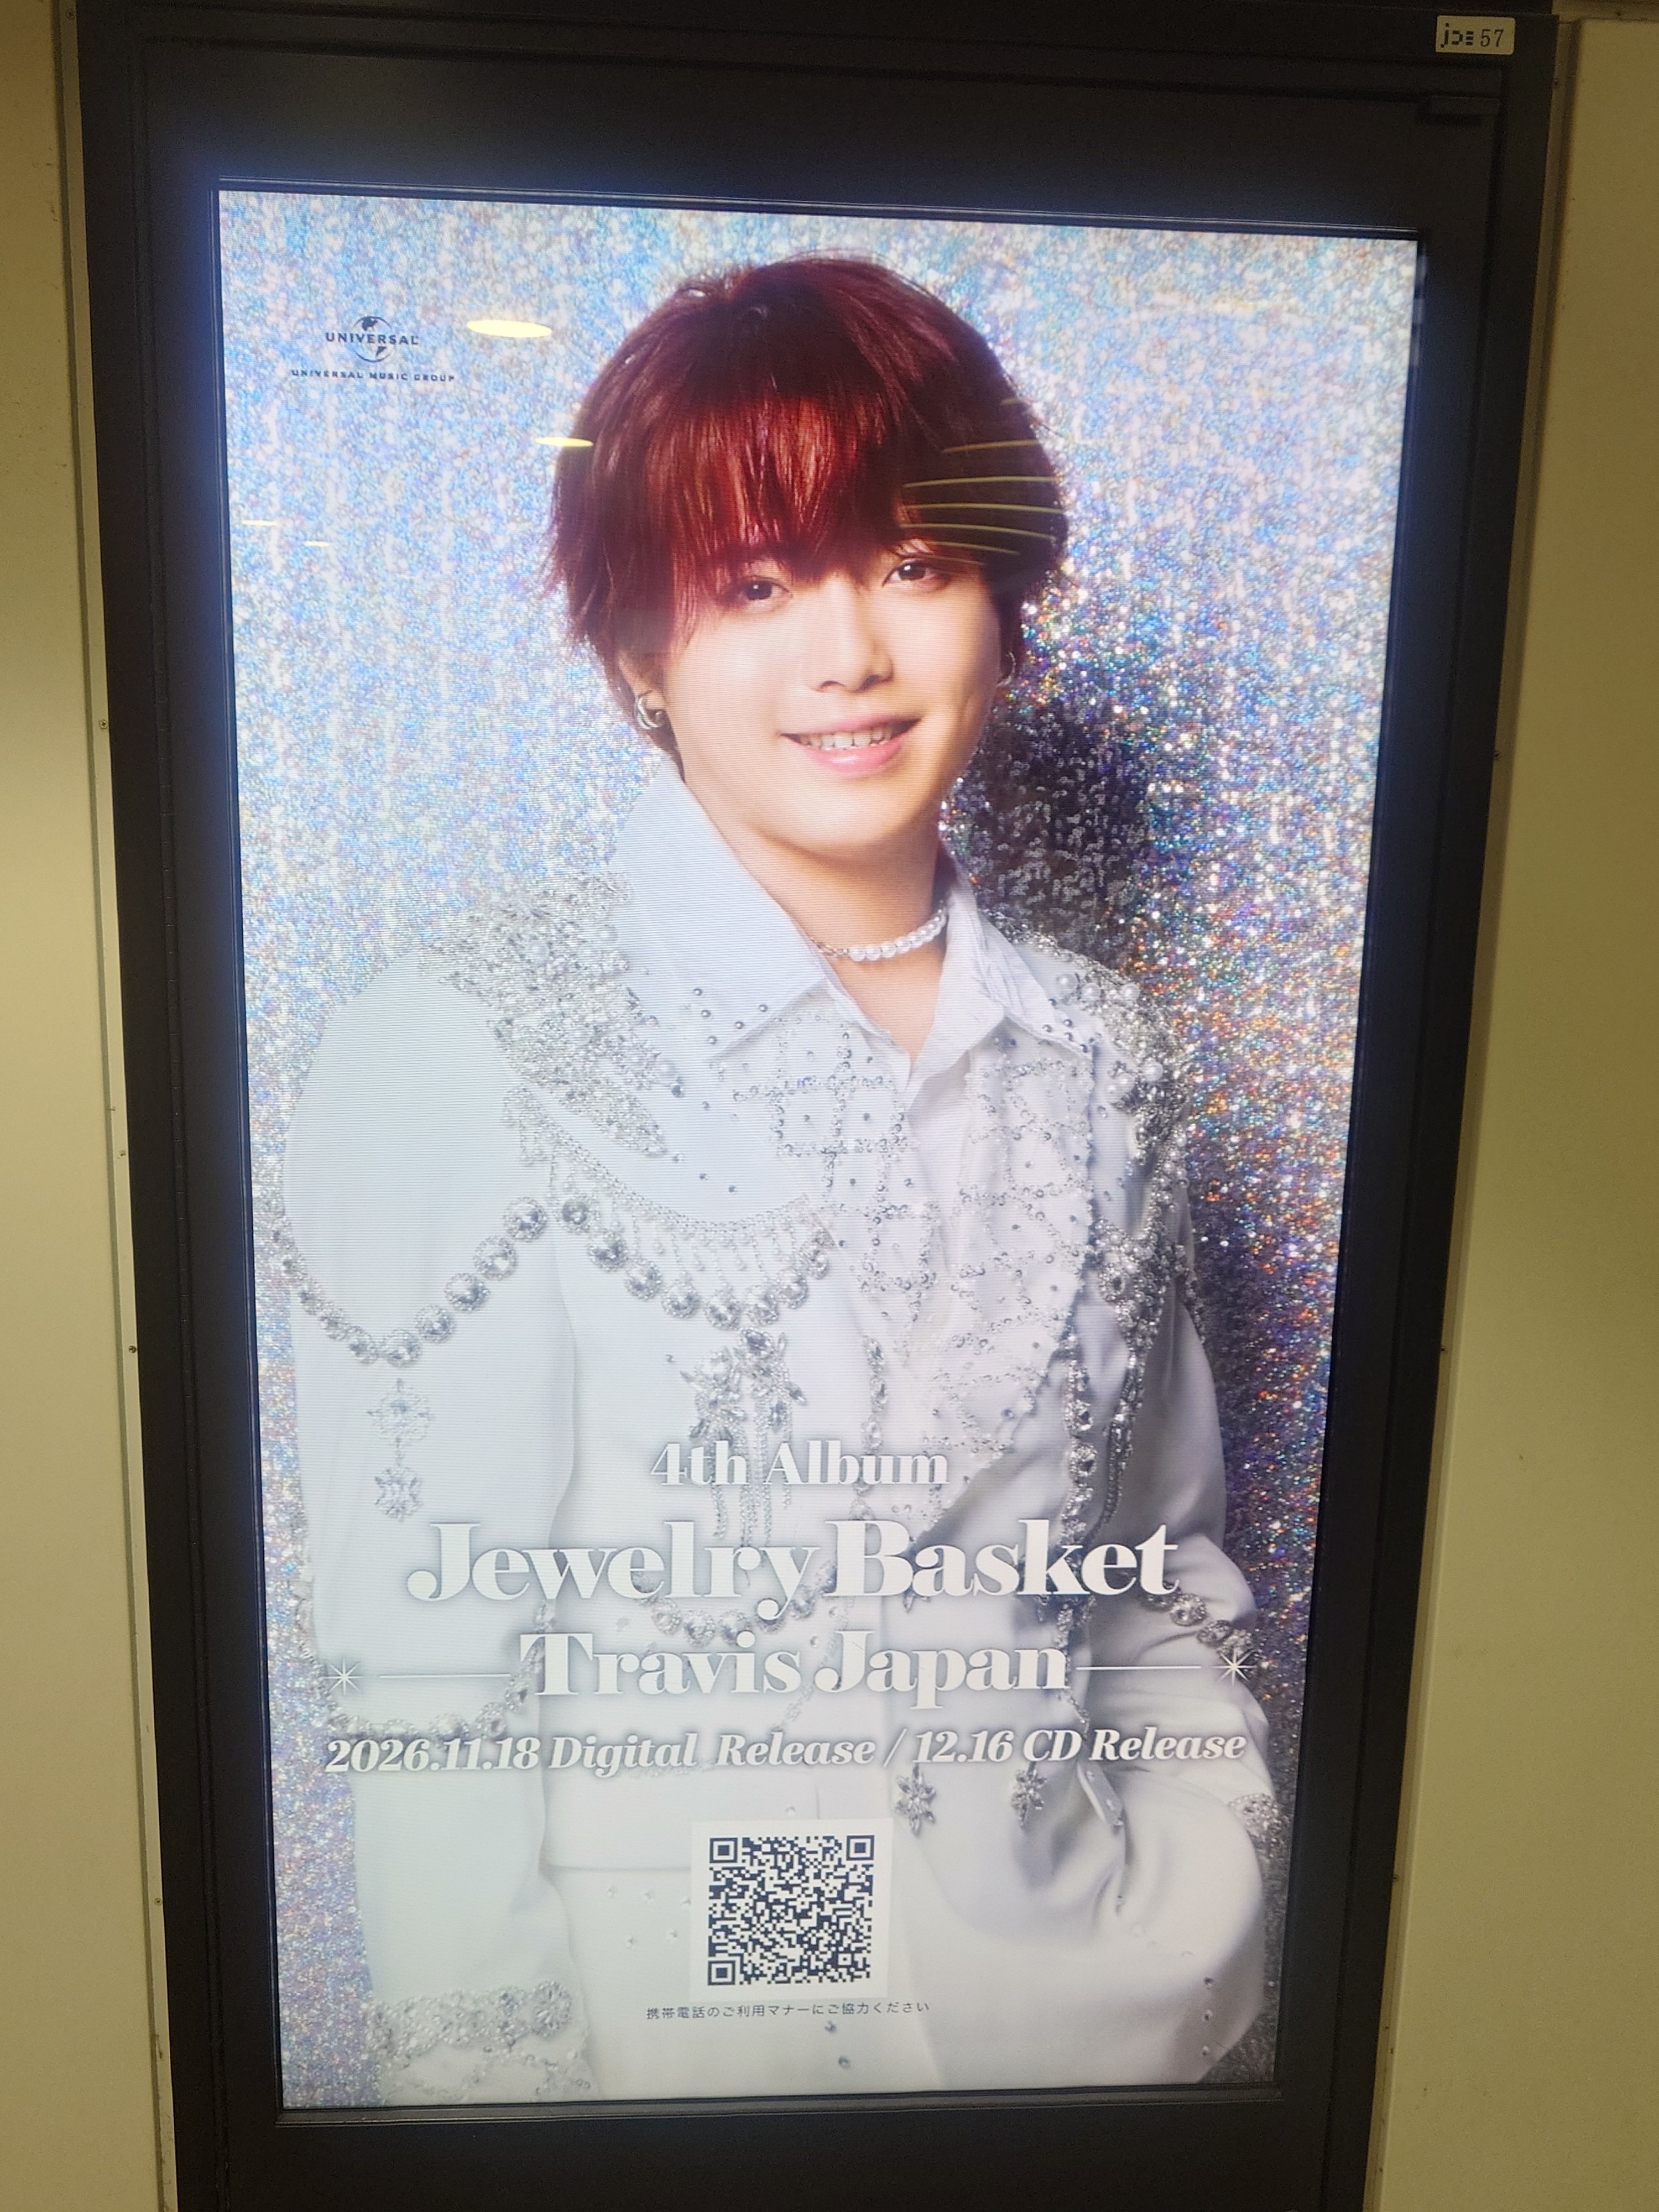 jDE 57
UNIVERSAL
UNIVERSAL MUSIC GROUP
4th Album
Jewelry Basket
Travis Japan
2026.11.18 Digital Release / 12.16 CD Release
携帯電話のご利用マナーにご協力ください